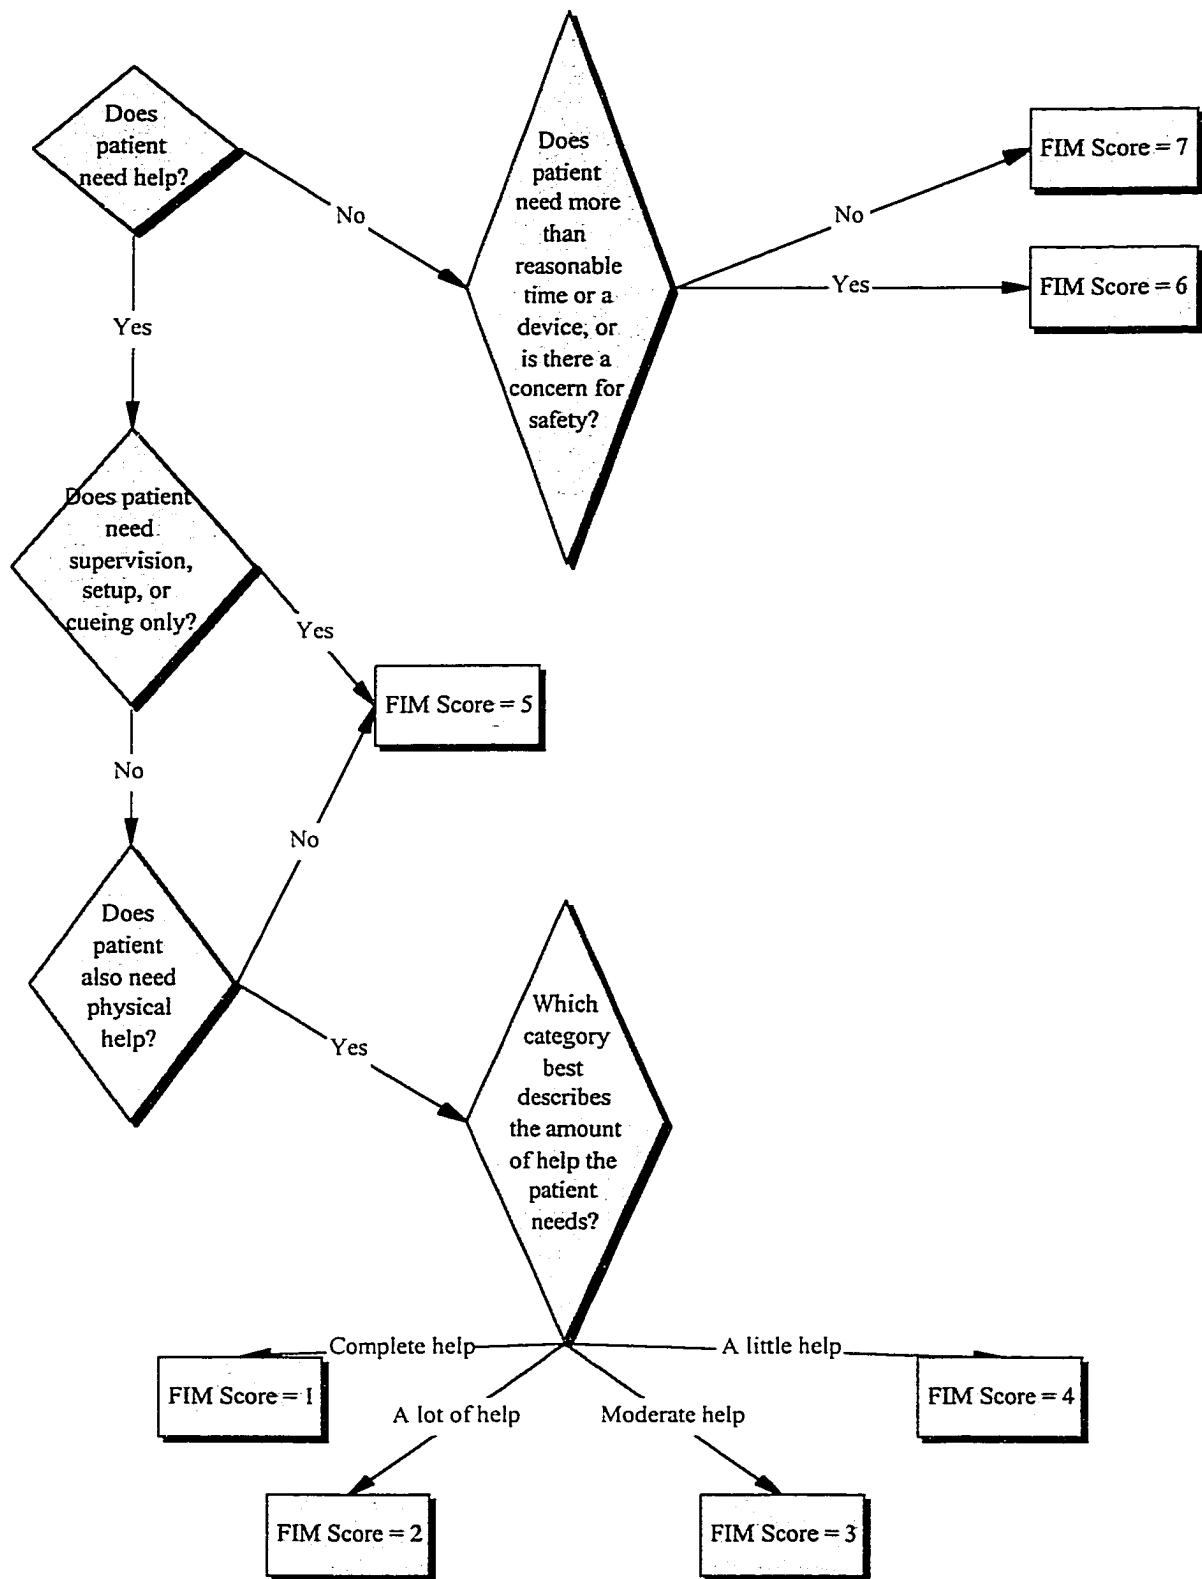 Does
patient
need help?
No
Does
patient
need more
than
reasonable
time or a
device, or
is there a
concern for
safety?
No
FIM Score = 7
Yes
FIM Score = 6
Yes
Does patient
need
supervision,
setup, or
cueing only?
Yes
FIM Score = 5
No
No
Does
patient
also need
physical
help?
Yes
Which
category
best
describes
the amount
of help the
patient
needs?
Complete help
A little help
FIM Score = 1
FIM Score = 4
A lot of help
Moderate help
FIM Score = 2
FIM Score = 3